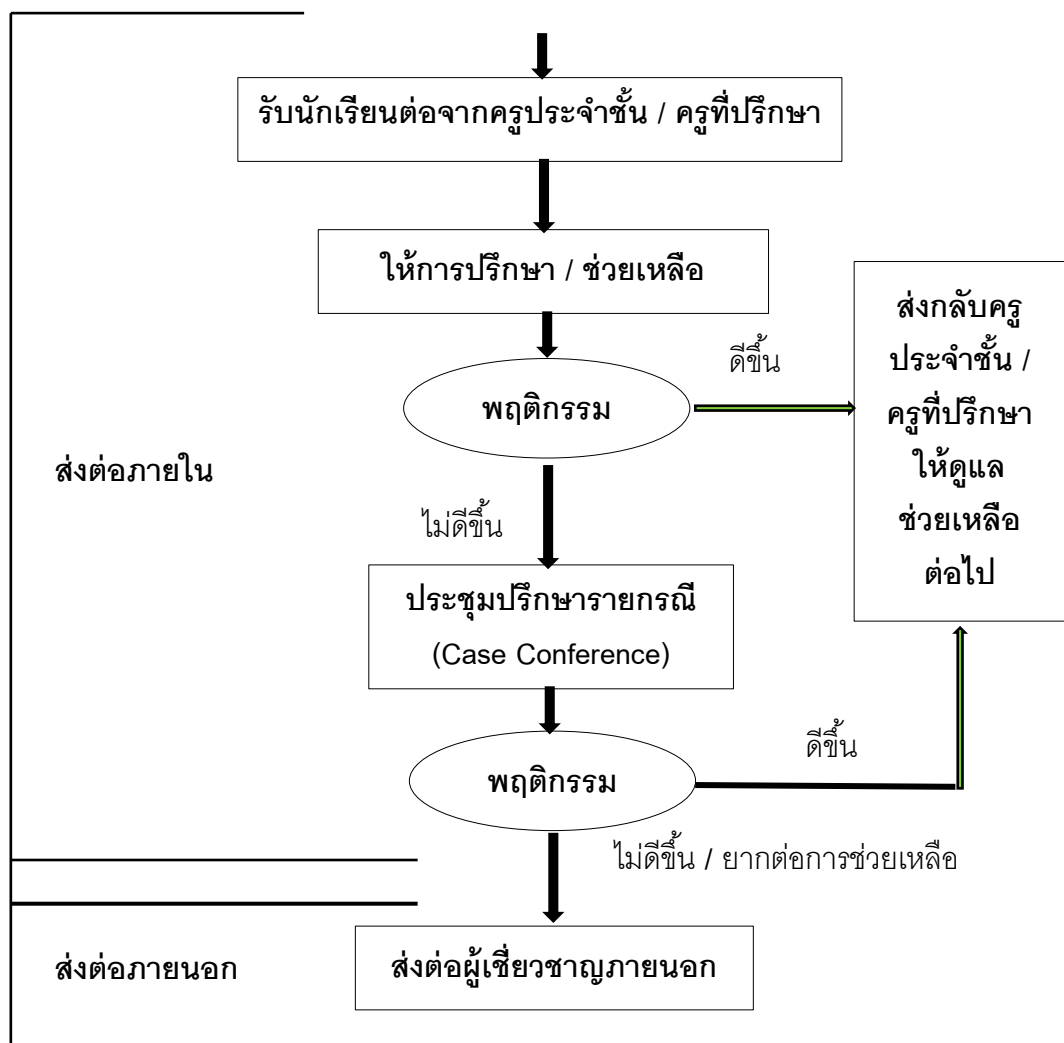 รับนักเรียนต่อจากครูประจำชั้น / ครูที่ปรึกษา
ให้การปรึกษา / ช่วยเหลือ
ส่งกลับครู
ประจำชั้น /
ครูที่ปรึกษา
ให้ดูแล
ช่วยเหลือ
ต่อไป
ดีขึ้น
พฤติกรรม
ส่งต่อภายใน
ไม่ดีขึ้น
ประชุมปรึกษารายกรณี
(Case Conference)
ดีขึ้น
พฤติกรรม
ไม่ดีขึ้น / ยากต่อการช่วยเหลือ
ส่งต่อภายนอก
ส่งต่อผู้เชี่ยวชาญภายนอก